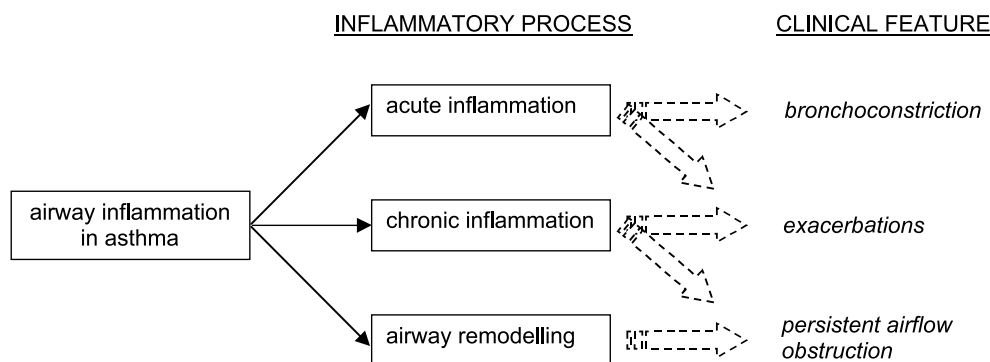 INFLAMMATORY PROCESS
CLINICAL FEATURE
acute inflammation
bronchoconstriction
airway inflammation
in asthma
chronic inflammation
exacerbations
airway remodelling
persistent airflow
obstruction